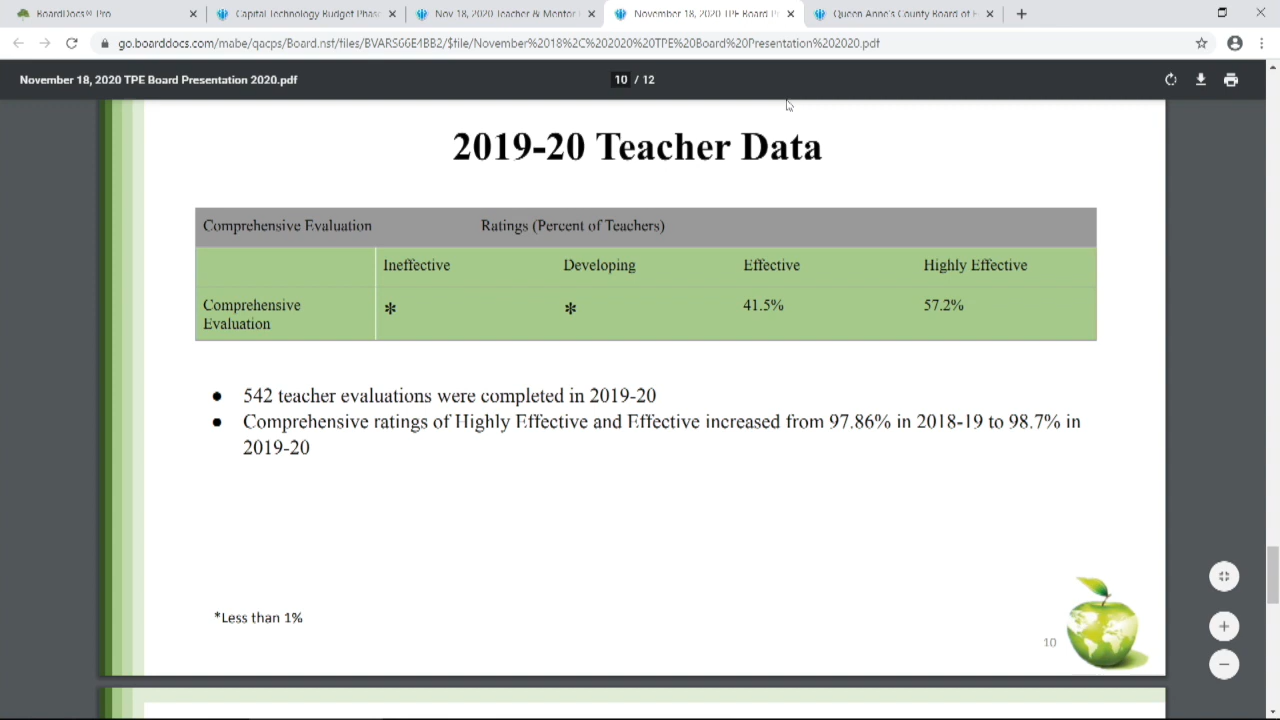 BoardDocs® Pro
Capital Technology Budget Phase
Nov 18, 2020 Teacher & Mentor
November 18, 2020 TPE Board P
Queen Anne's County Board of E
go.boarddocs.com/mabe/qacps/Board.nsf/files/BVARS66E4BB2/$file/November%2018%2C%202020%20TPE%20Board%20Presentation%202020.pdf
November 18, 2020 TPE Board Presentation 2020.pdf
10 / 12
2019-20 Teacher Data
Comprehensive Evaluation Ratings (Percent of Teachers)
Ineffective Developing Effective Highly Effective
Comprehensive * * 41.5% 57.2%
Evaluation
● 542 teacher evaluations were completed in 2019-20
● Comprehensive ratings of Highly Effective and Effective increased from 97.86% in 2018-19 to 98.7% in
2019-20
*Less than 1%
10